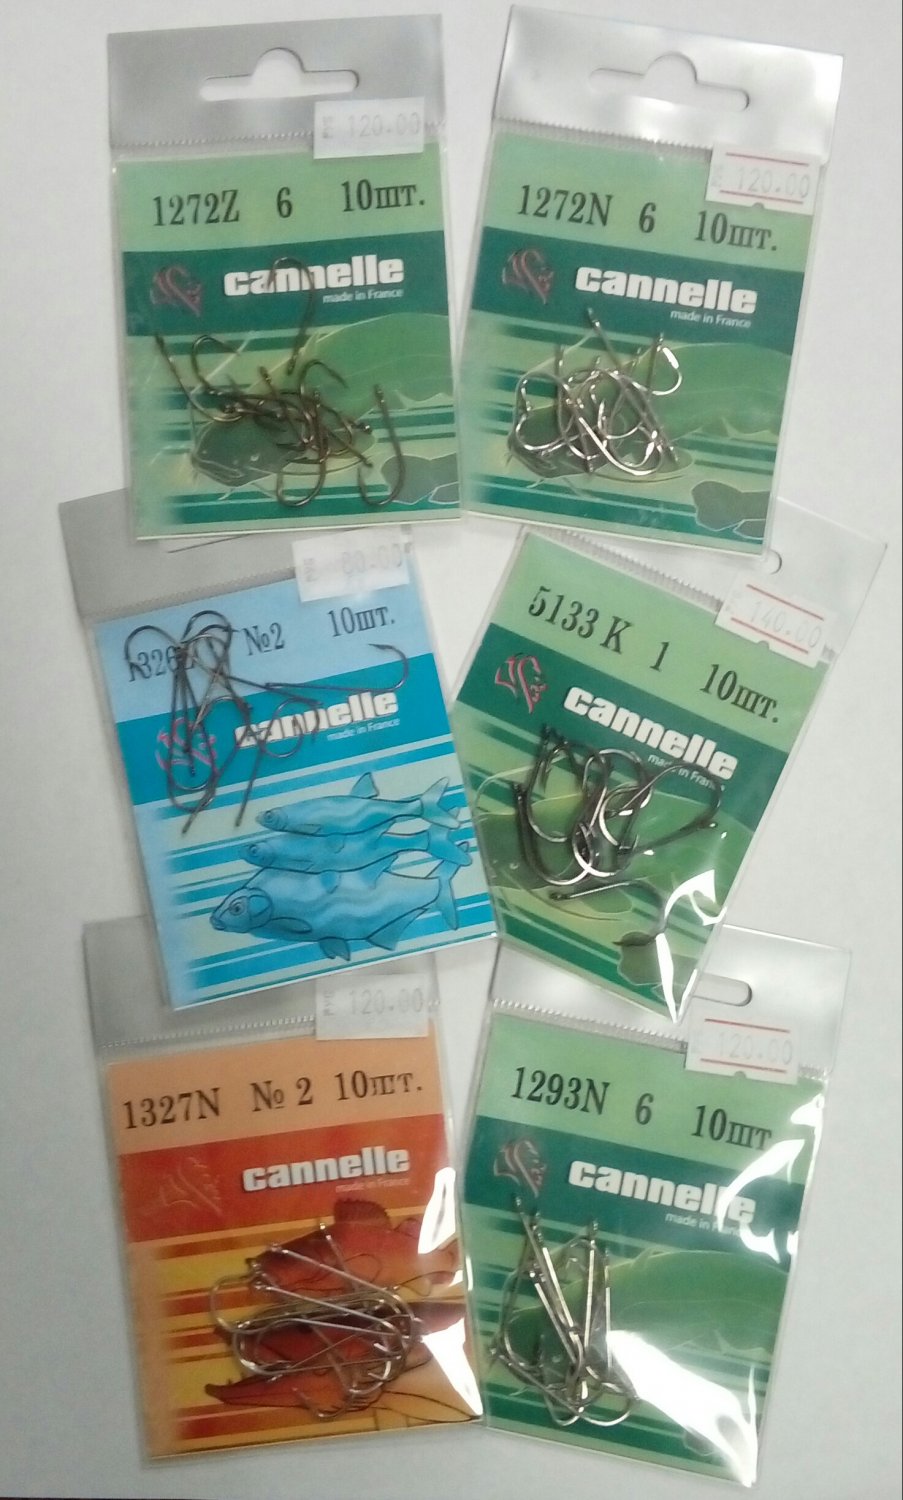 120.00
1272Z 6 10шт.
cannelle
made in France
120.00
1272N 6 10шт.
cannelle
made in France
80.00
№2 10шт.
cannelle
made in France
140.00
5133 K 1 10шт.
cannelle
made in France
120.00
1327N № 2 10шт.
cannelle
made in France
120.00
1293N 6 10шт.
cannelle
made in